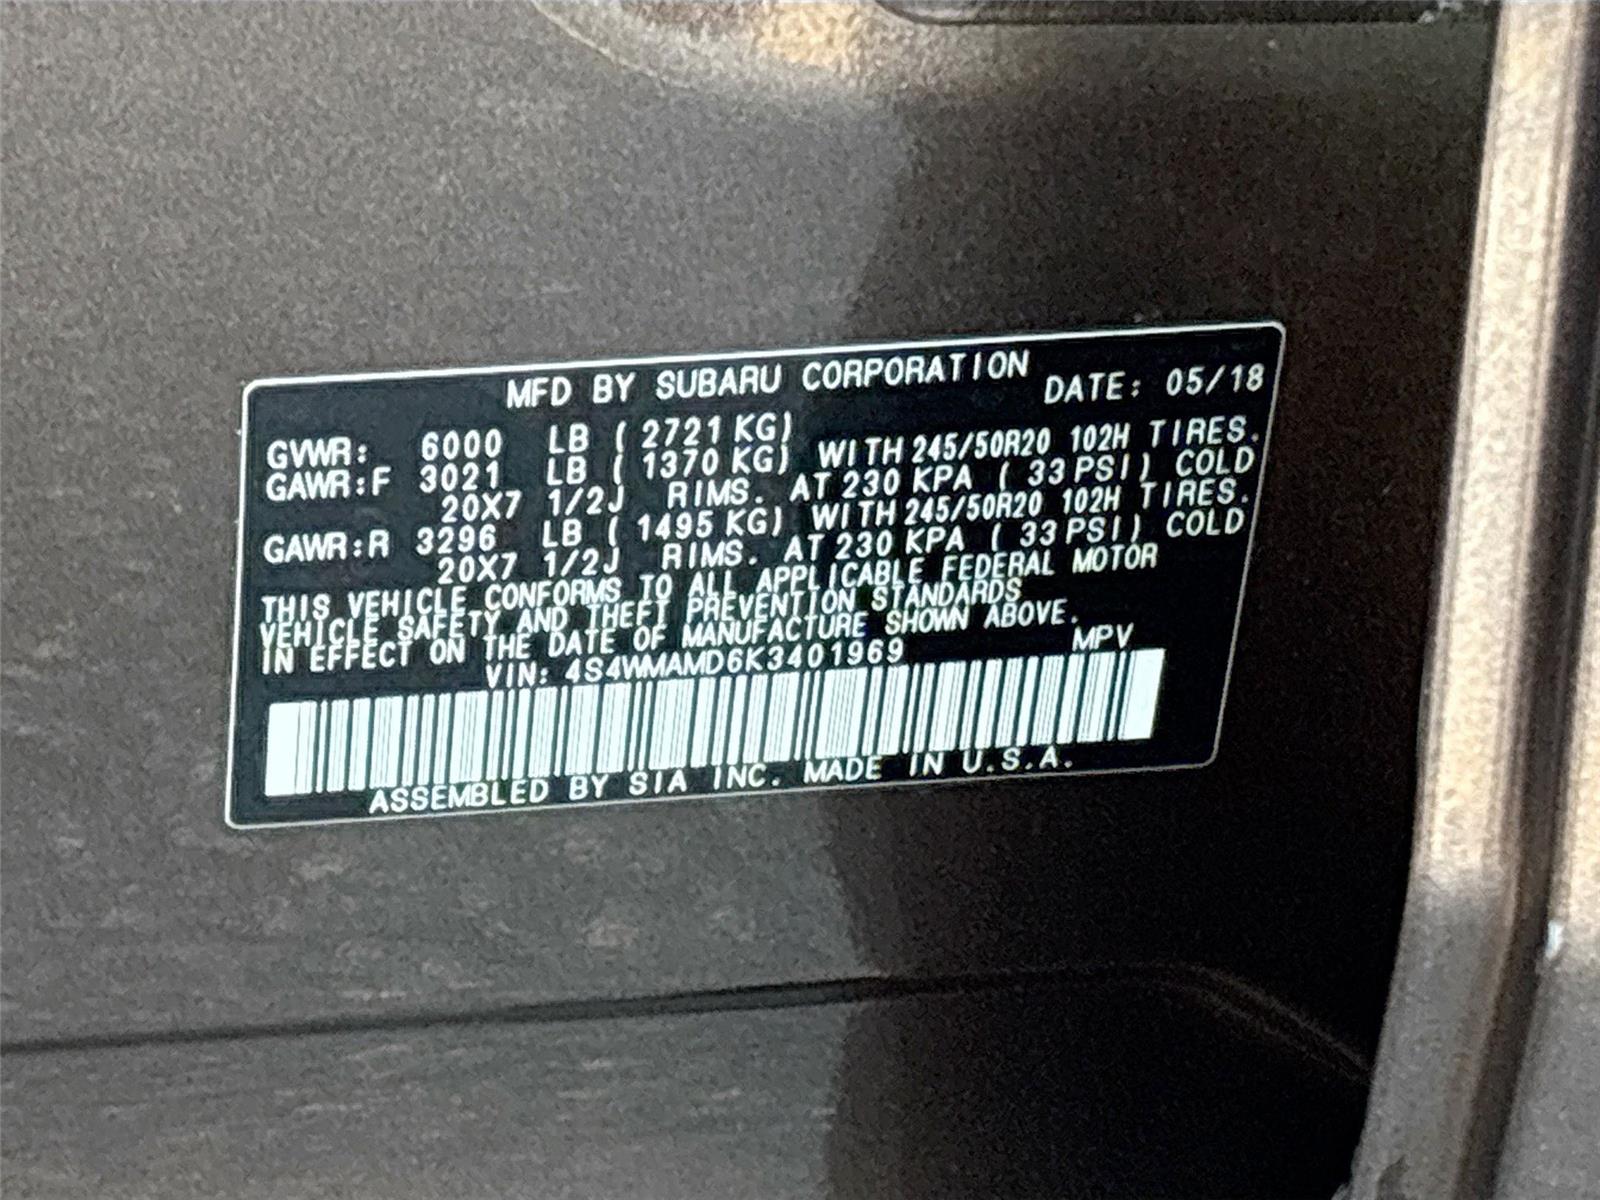 MFD BY SUBARU CORPORATION DATE: 05/18
GVWR: 6000 LB ( 2721 KG)
GAWR:F 3021 LB ( 1370 KG) WITH 245/50R20 102H TIRES.
20X7 1/2J RIMS. AT 230 KPA ( 33 PSI) COLD
GAWR:R 3296 LB ( 1495 KG) WITH 245/50R20 102H TIRES.
20X7 1/2J RIMS. AT 230 KPA ( 33 PSI) COLD
THIS VEHICLE CONFORMS TO ALL APPLICABLE FEDERAL MOTOR
VEHICLE SAFETY AND THEFT PREVENTION STANDARDS
IN EFFECT ON THE DATE OF MANUFACTURE SHOWN ABOVE.
VIN: 4S4WMAMD6K3401969 MPV
ASSEMBLED BY SIA INC. MADE IN U.S.A.